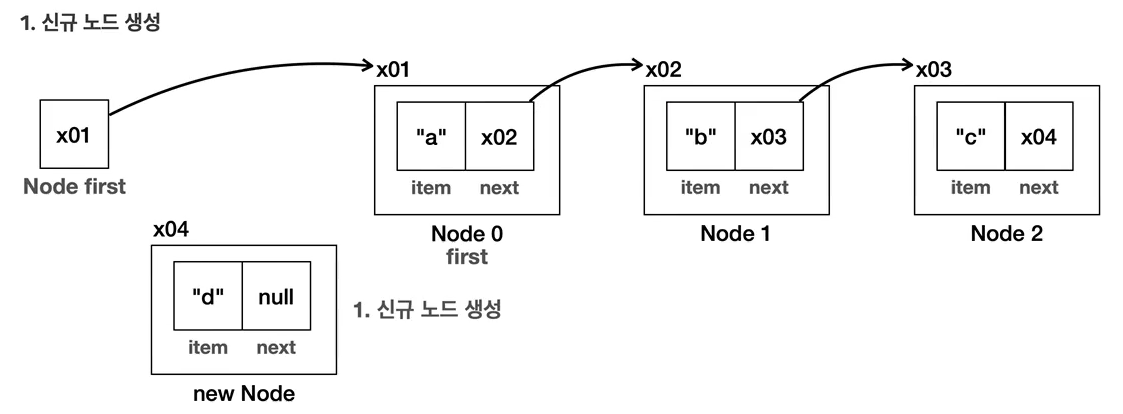 1. 신규 노드 생성
x01
Node first
x01
"a" x02
item next
Node 0
first
x02
"b" x03
item next
Node 1
x03
"c" x04
item next
Node 2
x04
"d" null
item next
new Node
1. 신규 노드 생성